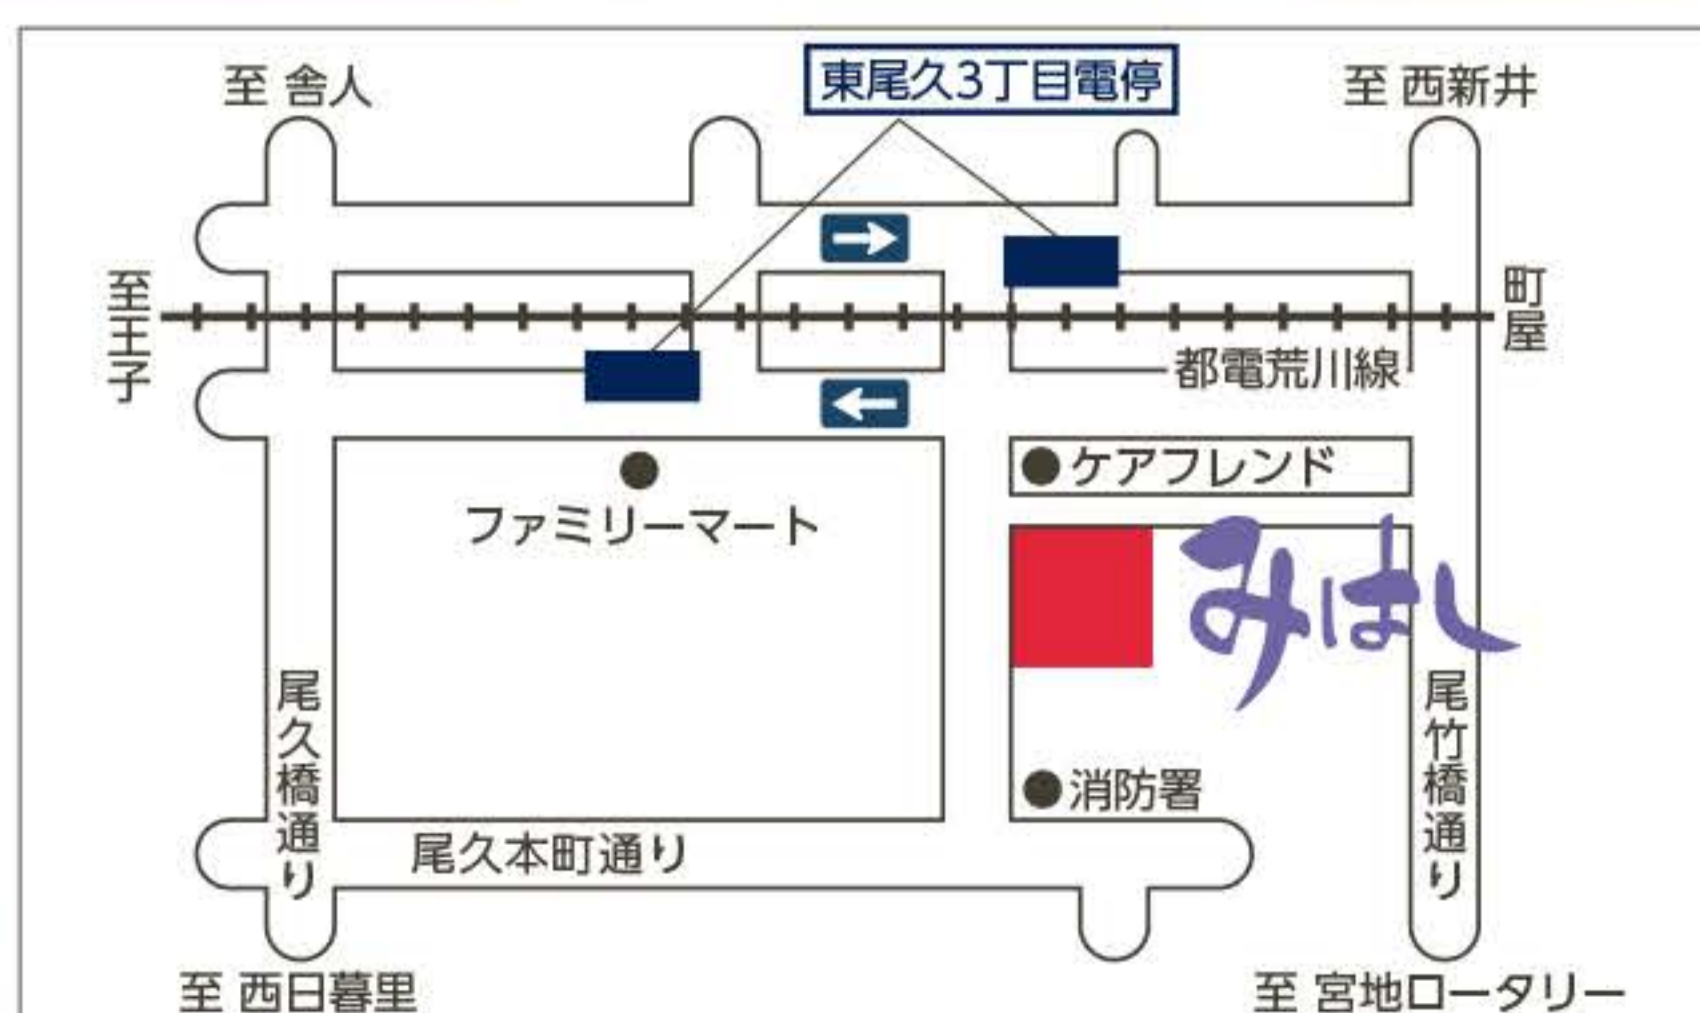 至 舎人
東尾久3丁目電停
至 西新井
至王子
町屋
都電荒川線
ケアフレンド
ファミリーマート
みはし
尾久橋通り
尾竹橋通り
消防署
尾久本町通り
至 西日暮里
至 宮地ロータリー